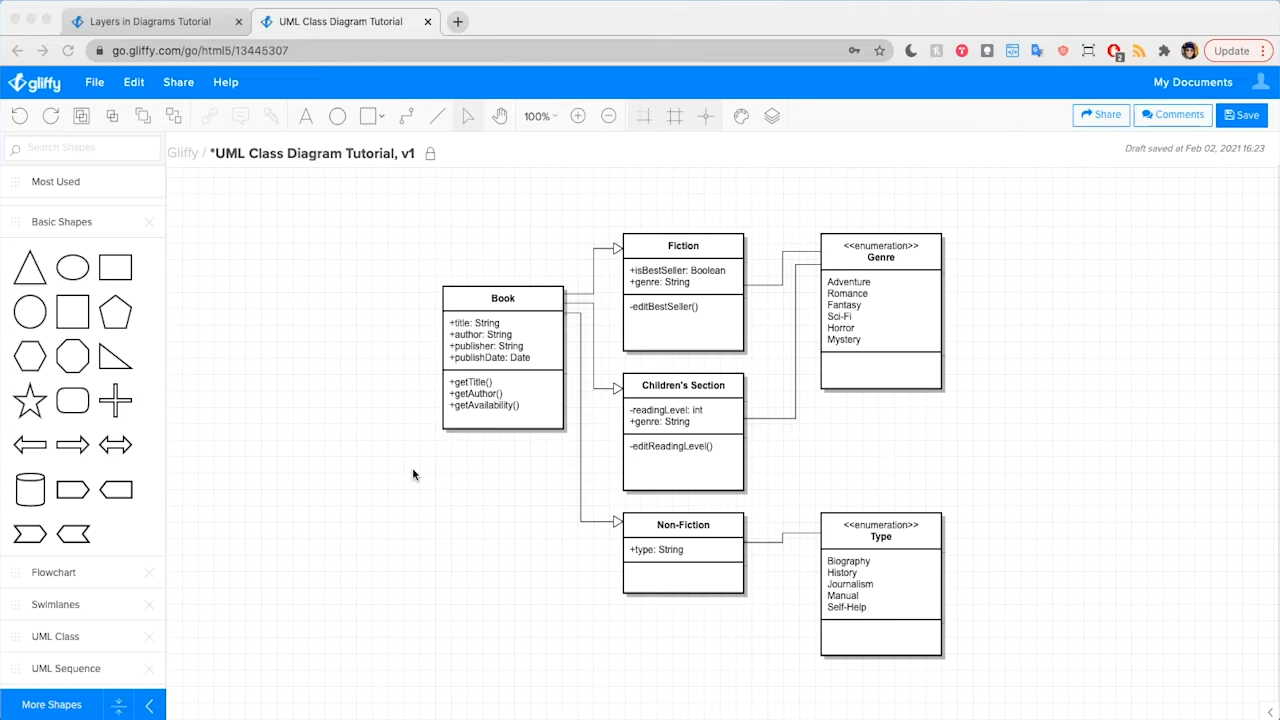 Layers in Diagrams Tutorial
UML Class Diagram Tutorial
go.gliffy.com/go/html5/13445307
2
Update
gliffy
File
Edit
Share
Help
My Documents
100%
Share
Comments
Save
Search Shapes
Gliffy / *UML Class Diagram Tutorial, v1
Draft saved at Feb 02, 2021 16:23
Most Used
Basic Shapes
Flowchart
Swimlanes
UML Class
UML Sequence
More Shapes
Book
+title: String
+author: String
+publisher: String
+publishDate: Date
+getTitle()
+getAuthor()
+getAvailability()
Fiction
+isBestSeller: Boolean
+genre: String
-editBestSeller()
Children's Section
-readingLevel: int
+genre: String
-editReadingLevel()
Non-Fiction
+type: String
<<enumeration>>
Genre
Adventure
Romance
Fantasy
Sci-Fi
Horror
Mystery
<<enumeration>>
Type
Biography
History
Journalism
Manual
Self-Help